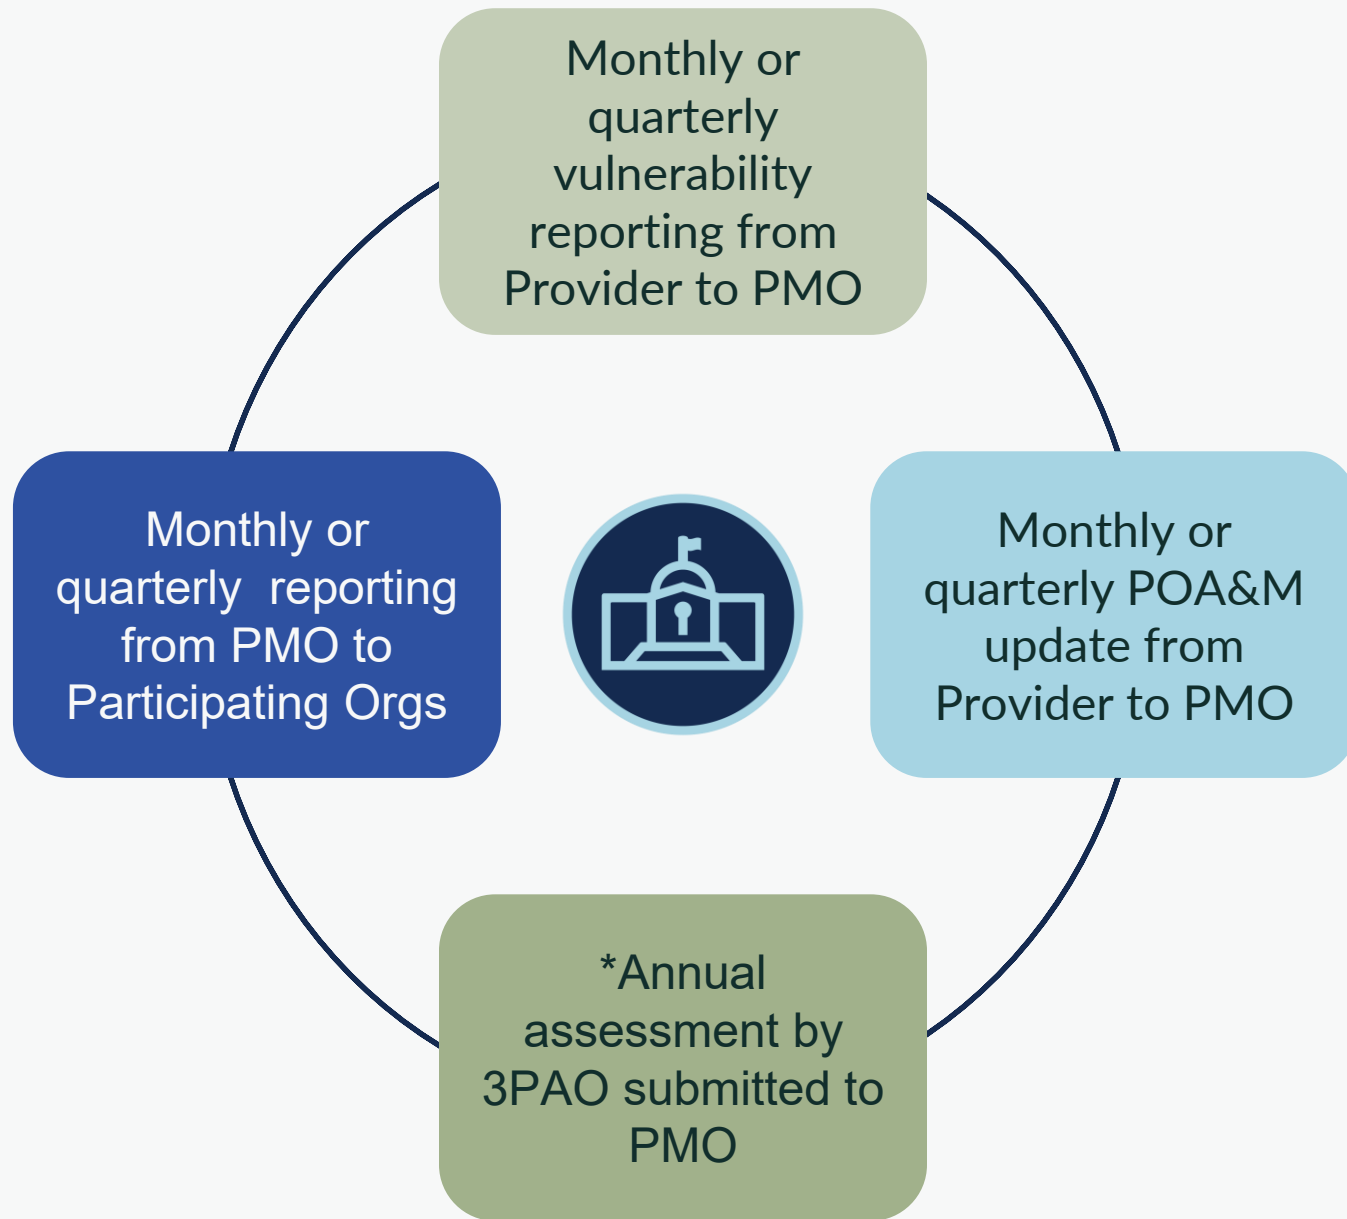 Monthly or
quarterly
vulnerability
reporting from
Provider to PMO
Monthly or
quarterly  reporting
from PMO to
Participating Orgs
Monthly or
quarterly POA&M
update from
Provider to PMO
*Annual
assessment by
3PAO submitted to
PMO